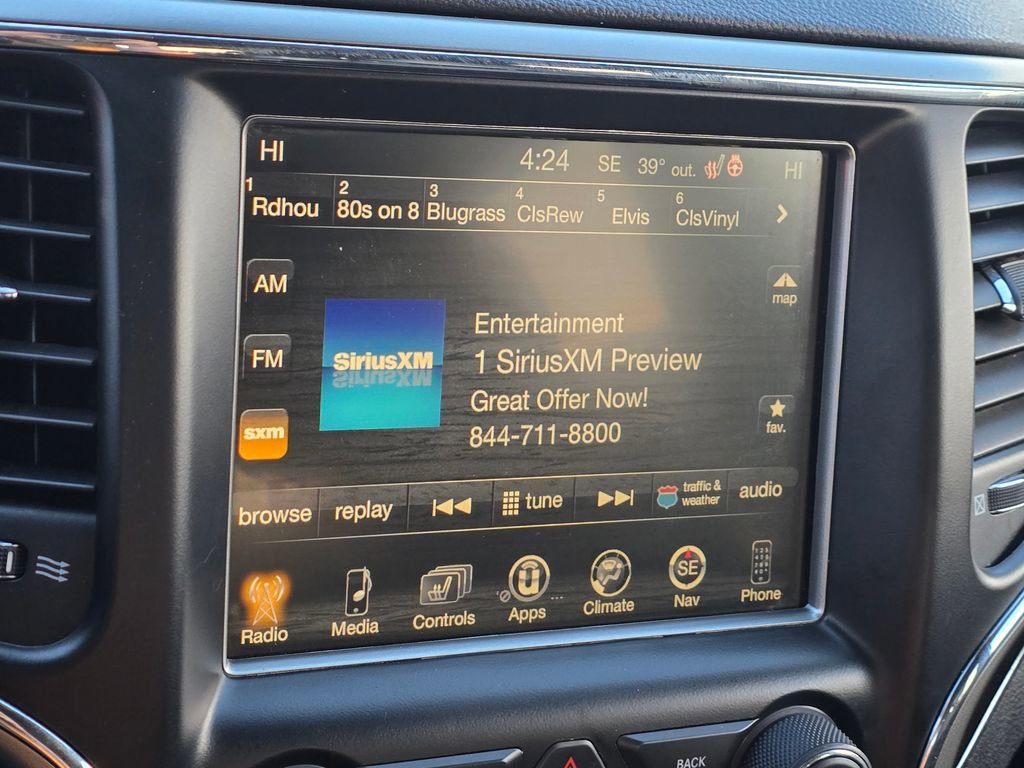 HI 4:24 SE 39° out. HI
1 2 3 4 5 6
Rdhou 80s on 8 Blugrass ClsRew Elvis ClsVinyl
AM
map
SiriusXM
Entertainment
1 SiriusXM Preview
Great Offer Now!
844-711-8800
FM
sxm
fav.
browse replay tune traffic & weather audio
Radio Media Controls Apps Climate SE Nav Phone
BACK